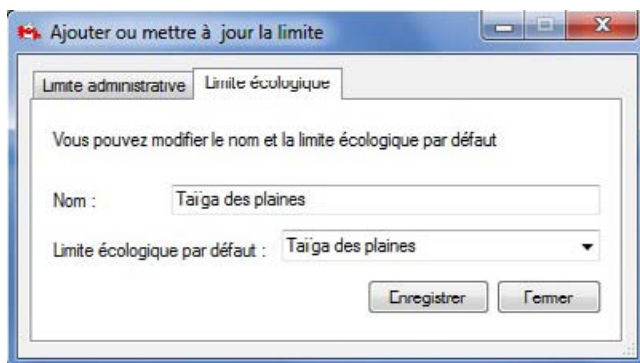 Ajouter ou mettre à jour la limite
Limite administrative
Limite écologique
Vous pouvez modifier le nom et la limite écologique par défaut
Nom :
Taïga des plaines
Limite écologique par défaut :
Taïga des plaines
Enregistrer
Fermer